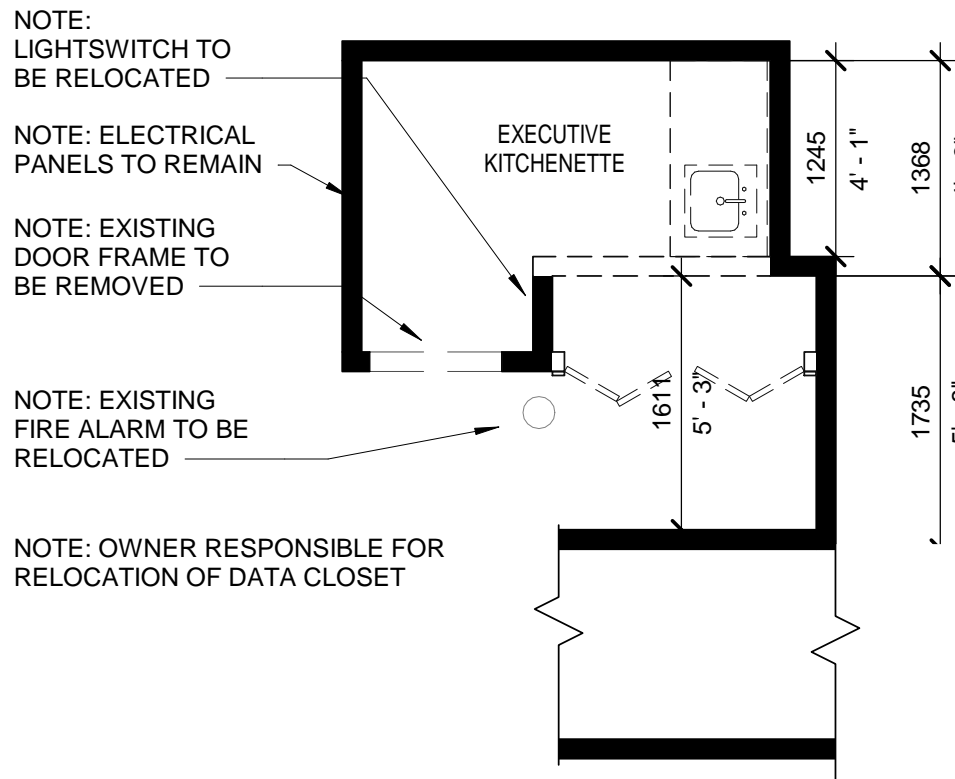 NOTE:
LIGHTSWITCH TO
BE RELOCATED
NOTE: ELECTRICAL
PANELS TO REMAIN
NOTE: EXISTING
DOOR FRAME TO
BE REMOVED
NOTE: EXISTING
FIRE ALARM TO BE
RELOCATED
NOTE: OWNER RESPONSIBLE FOR
RELOCATION OF DATA CLOSET
EXECUTIVE
KITCHENETTE
1245
4' - 1"
1368
1611
5' - 3"
1735